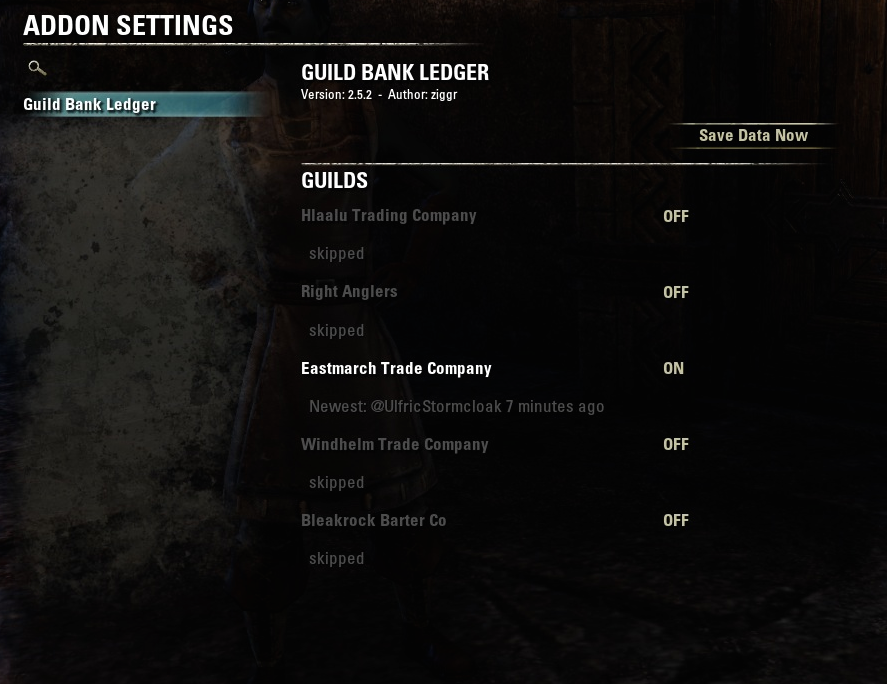 ADDON SETTINGS
Guild Bank Ledger
GUILD BANK LEDGER
Version: 2.5.2 - Author: ziggr
Save Data Now
GUILDS
Hlaalu Trading Company OFF
skipped
Right Anglers OFF
skipped
Eastmarch Trade Company ON
Newest: @UlfricStormcloak 7 minutes ago
Windhelm Trade Company OFF
skipped
Bleakrock Barter Co OFF
skipped